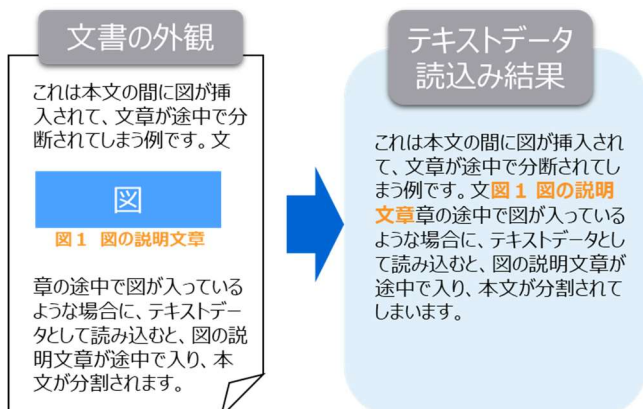 文書の外観
これは本文の間に図が挿
入されて、文章が途中で分
断されてしまう例です。文
図
図1 図の説明文章
章の途中で図が入っている
ような場合に、テキストデー
タとして読み込むと、図の説
明文章が途中で入り、本
文が分割されます。
テキストデータ
読込み結果
これは本文の間に図が挿入され
て、文章が途中で分断されてし
まう例です。文図1 図の説明
文章章の途中で図が入っている
ような場合に、テキストデータとし
て読み込むと、図の説明文章が
途中で入り、本文が分割されて
しまいます。